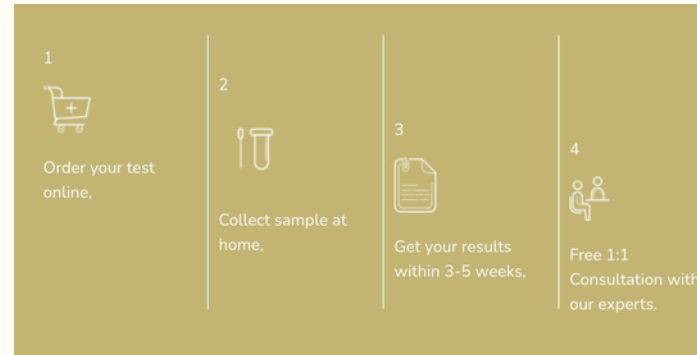 1
Order your test
online,
2
Collect sample at
home,
3
Get your results
within 3-5 weeks,
4
Free 1:1
Consultation with
our experts.